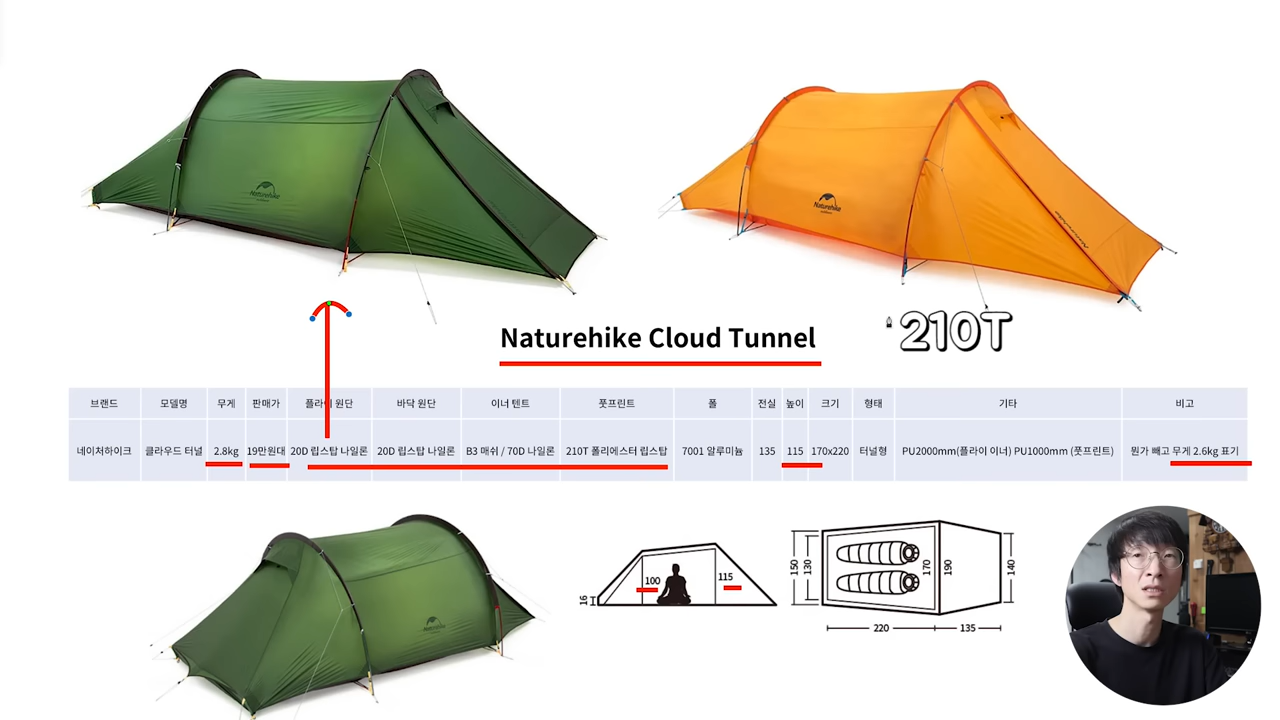 Naturehike
Naturehike
Naturehike
Naturehike Cloud Tunnel
210T
브랜드 모델명 무게 판매가 플라이 원단 바닥 원단 이너 텐트 풋프린트 폴 전실 높이 크기 형태 기타 비고
네이처하이크 클라우드 터널 2.8kg 19만원대 20D 립스탑 나일론 20D 립스탑 나일론 B3 매쉬 / 70D 나일론 210T 폴리에스터 립스탑 7001 알루미늄 135 115 170x220 터널형 PU2000mm(플라이 이너) PU1000mm (풋프린트) 뭔가 빼고 무게 2.6kg 표기
Naturehike
16
100
115
150
130
170
190
140
220
135